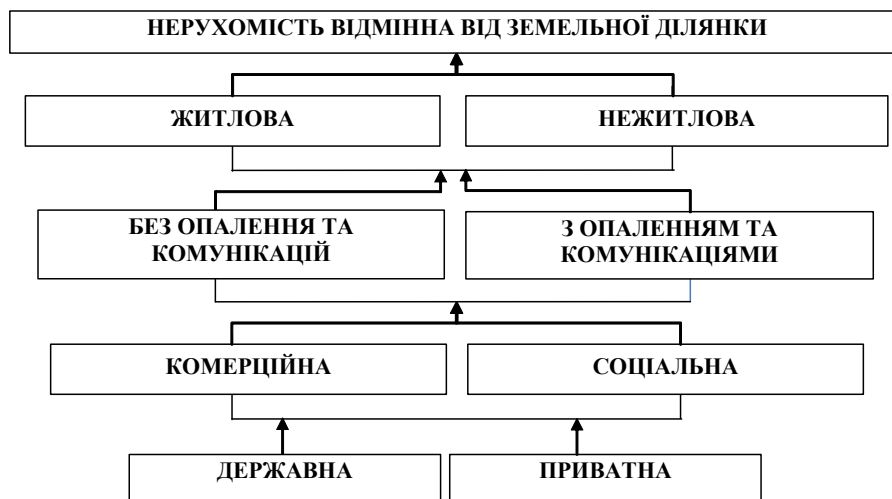 НЕРУХОМІСТЬ ВІДМІННА ВІД ЗЕМЕЛЬНОЇ ДІЛЯНКИ
ЖИТЛОВА
НЕЖИТЛОВА
БЕЗ ОПАЛЕННЯ ТА
КОМУНІКАЦІЙ
З ОПАЛЕННЯМ ТА
КОМУНІКАЦІЯМИ
КОМЕРЦІЙНА
СОЦІАЛЬНА
ДЕРЖАВНА
ПРИВАТНА